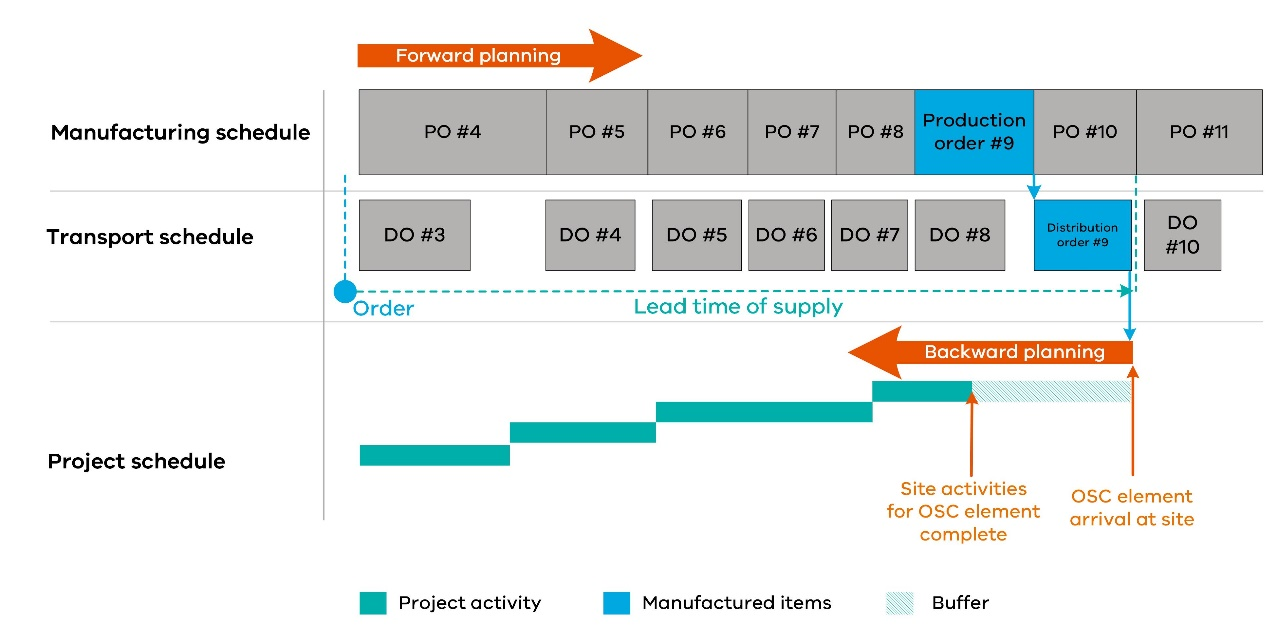 Forward planning
Manufacturing schedule
PO #4
PO #5
PO #6
PO #7
PO #8
Production
order #9
PO #10
PO #11
Transport schedule
DO #3
DO #4
DO #5
DO #6
DO #7
DO #8
Distribution
order #9
DO
#10
Order
Lead time of supply
Backward planning
Project schedule
Site activities
for OSC element
complete
OSC element
arrival at site
Project activity
Manufactured items
Buffer